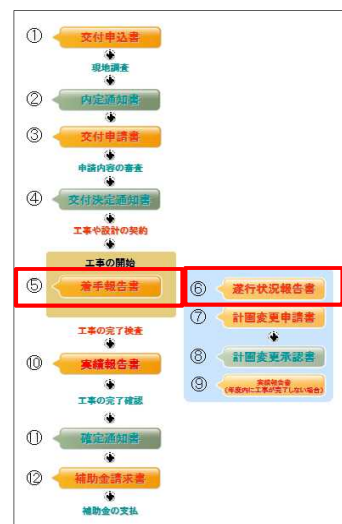 ① 交付申込書
現地調査
② 内定通知書
③ 交付申請書
申請内容の審査
④ 交付決定通知書
工事や設計の契約
工事の開始
⑤ 着手報告書
⑥ 遂行状況報告書
⑦ 計画変更申請書
⑧ 計画変更承認書
⑨ 実績報告書
(年度内に工事が完了しない場合)
工事の完了検査
⑩ 実績報告書
工事の完了確認
⑪ 確定通知書
⑫ 補助金請求書
補助金の支払